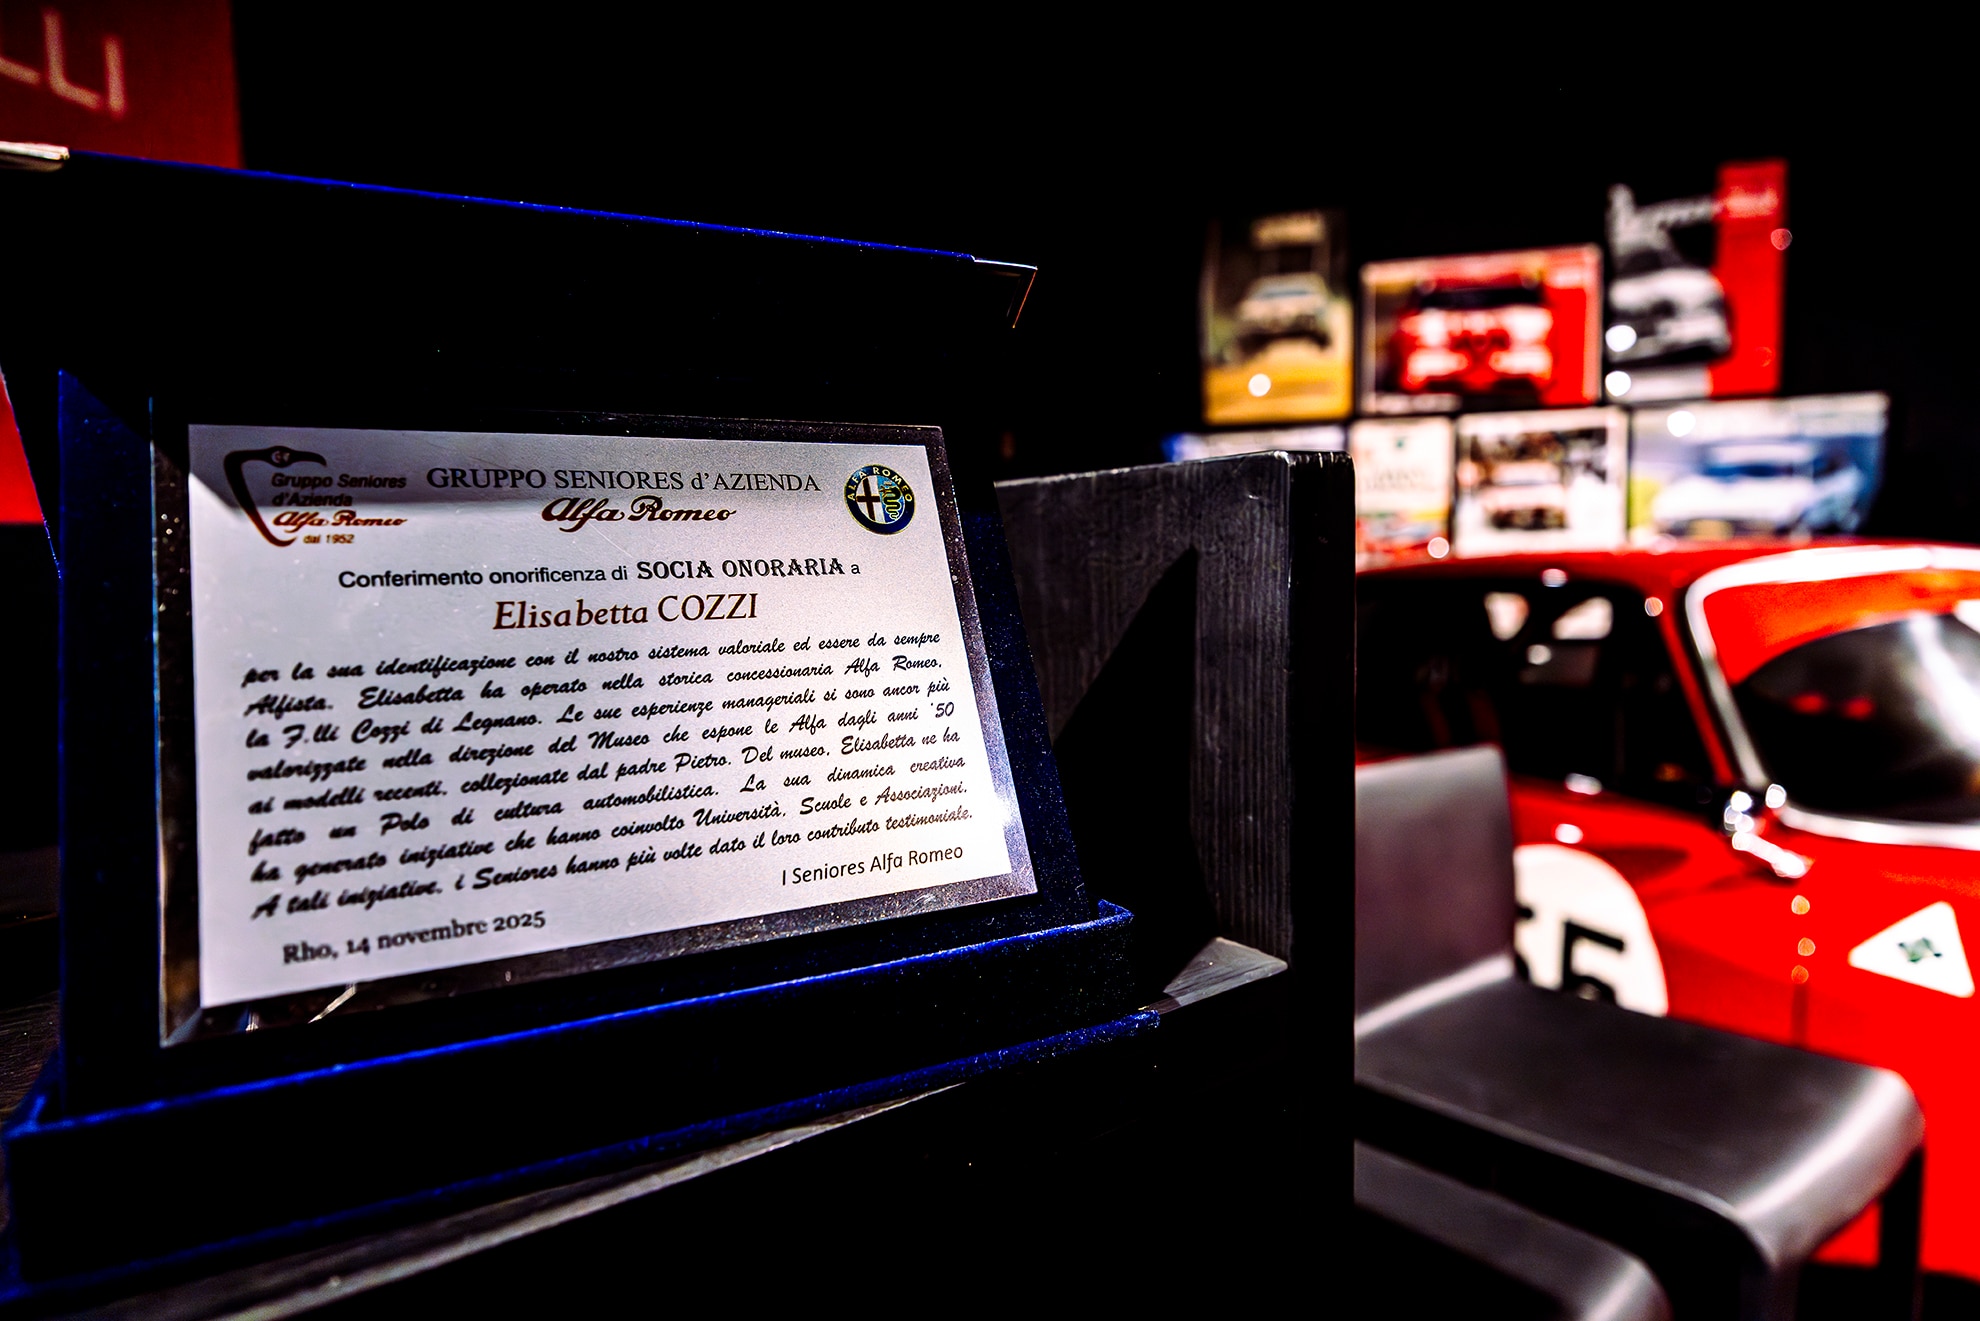 LLI
Gruppo Seniores
d'Azienda
Alfa Romeo
dal 1952
GRUPPO SENIORES d'AZIENDA
Alfa Romeo
ALFA ROMEO
Conferimento onorificenza di SOCIA ONORARIA a
Elisabetta COZZI
per la sua identificazione con il nostro sistema valoriale ed essere da sempre
Alfista. Elisabetta ha operato nella storica concessionaria Alfa Romeo,
la F.lli Cozzi di Legnano. Le sue esperienze manageriali si sono ancor più
valorizzate nella direzione del Museo che espone le Alfa dagli anni '50
ai modelli recenti, collezionate dal padre Pietro. Del museo, Elisabetta ne ha
fatto un Polo di cultura automobilistica. La sua dinamica creativa
ha generato iniziative che hanno coinvolto Università, Scuole e Associazioni.
A tali iniziative, i Seniores hanno più volte dato il loro contributo testimoniale.
I Seniores Alfa Romeo
Rho, 14 novembre 2025